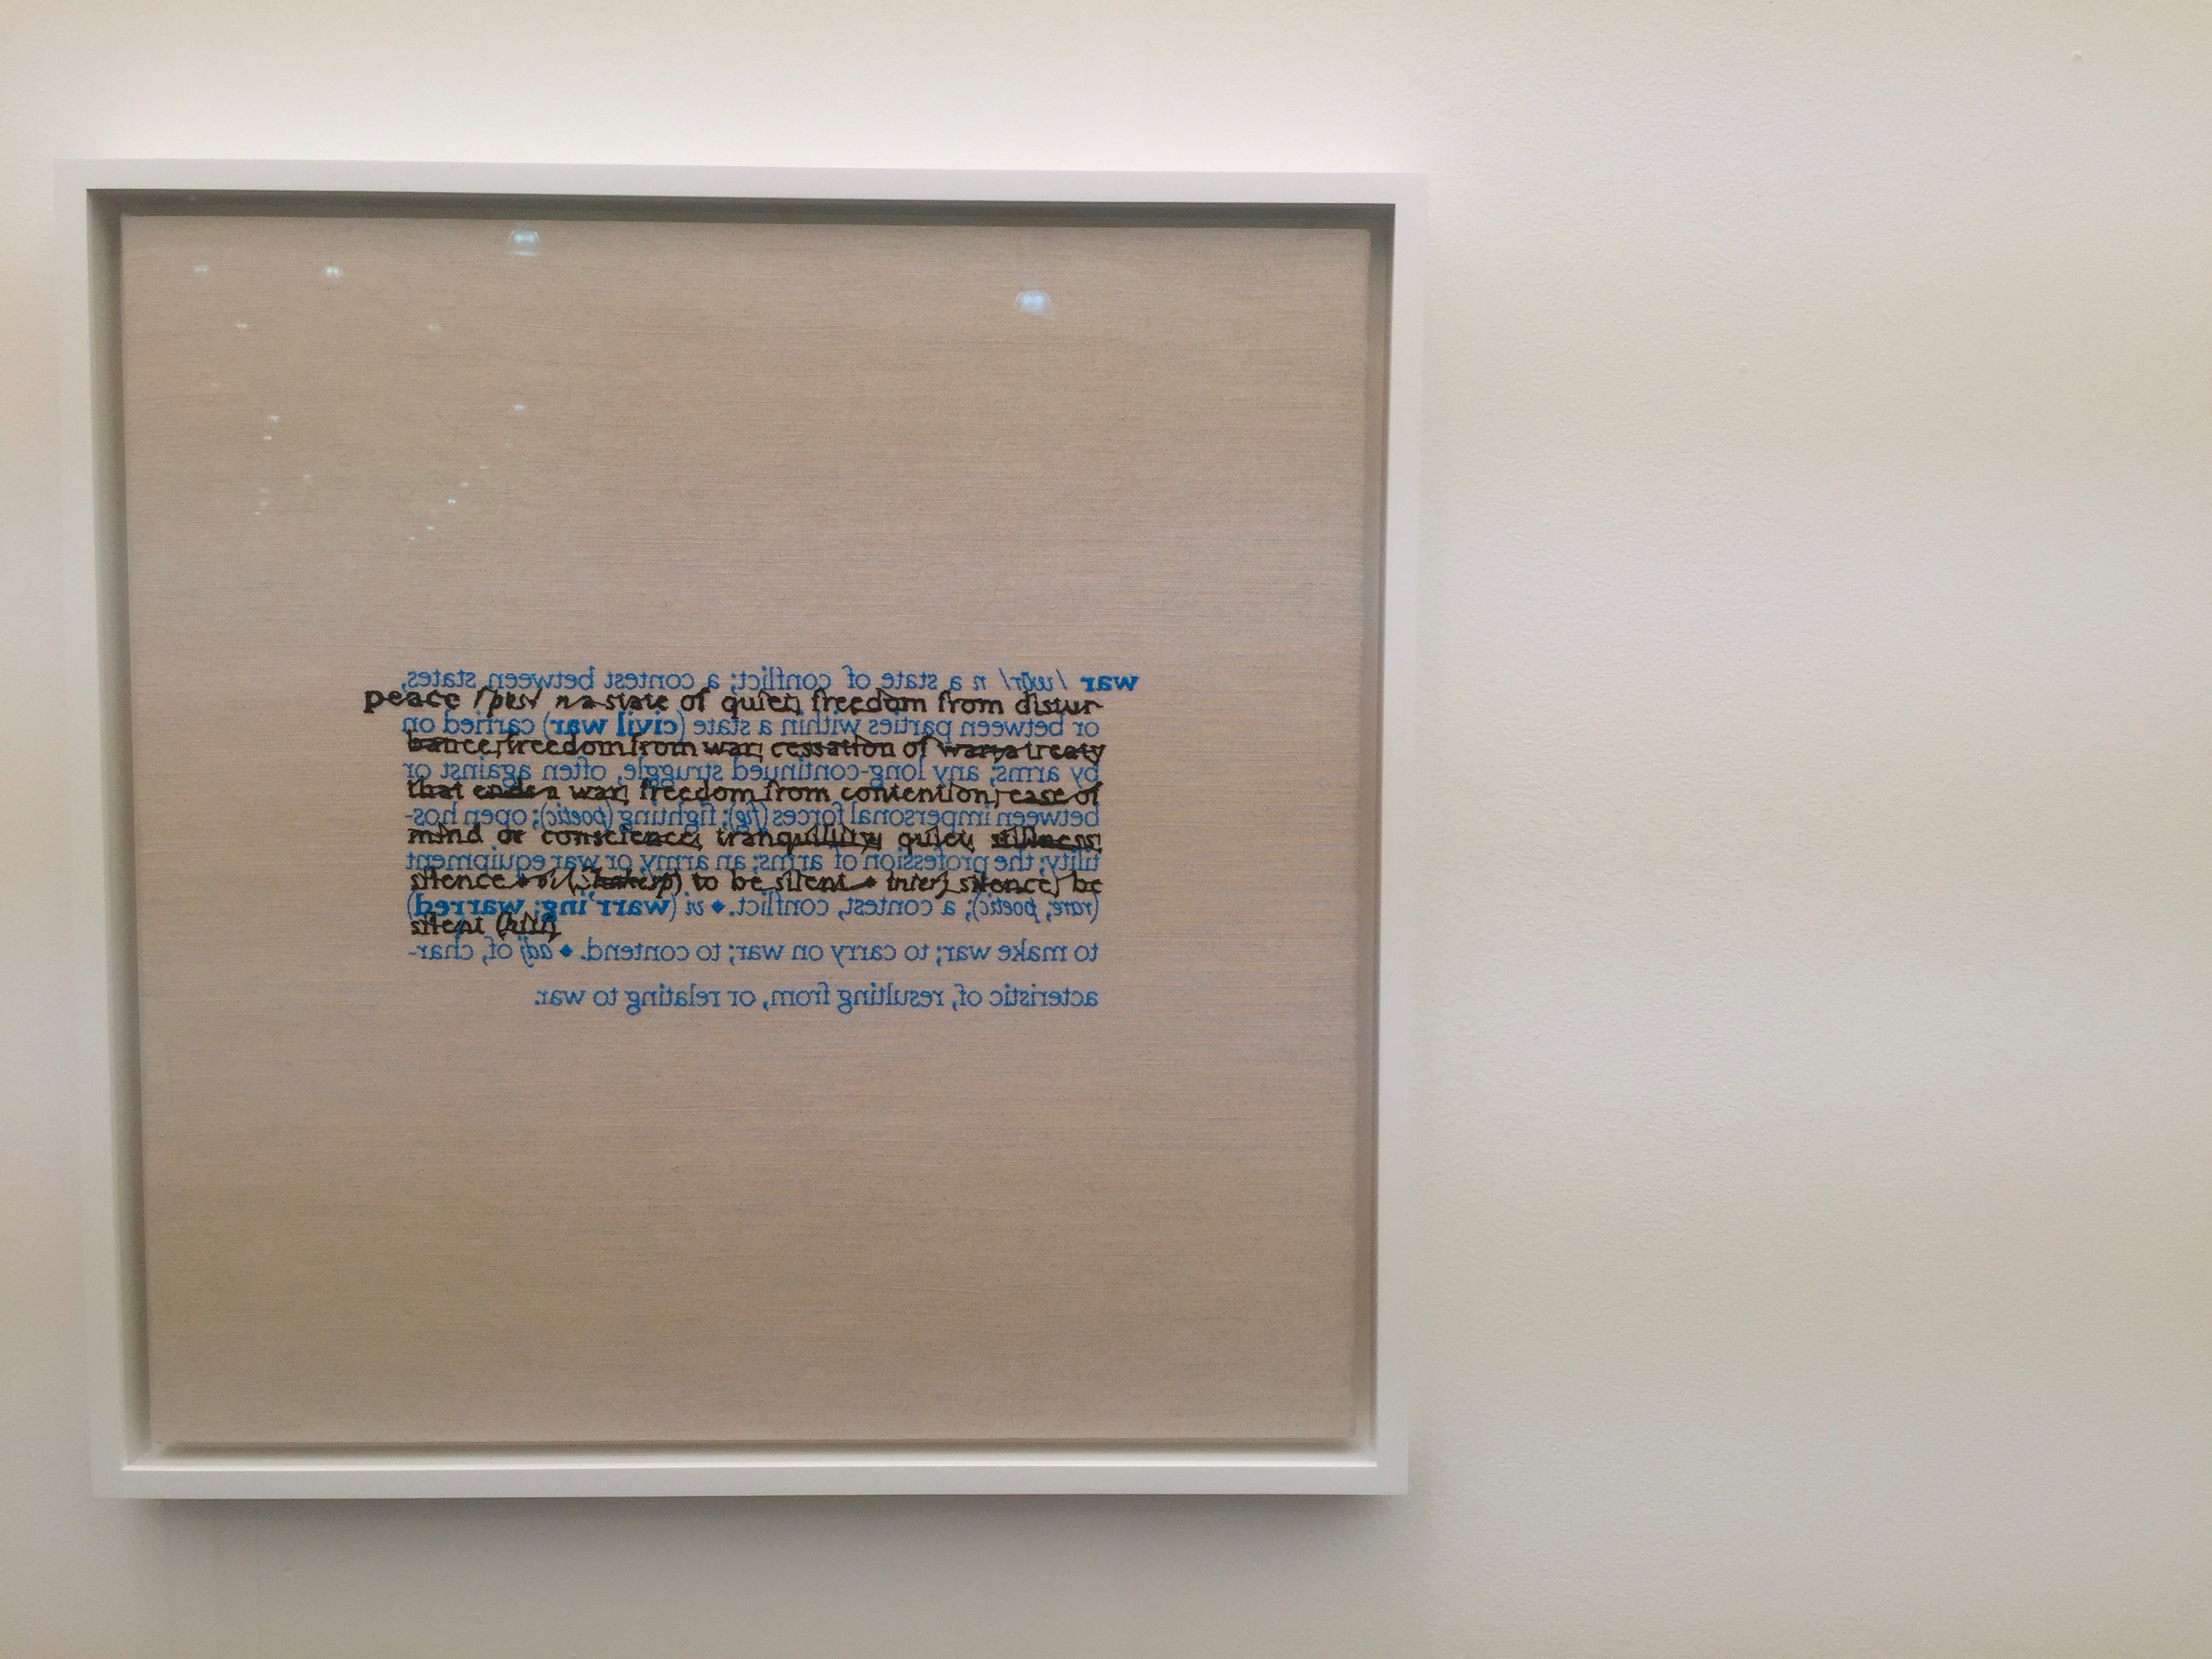 war /wör/ n a state of conflict; a contest between states,
peace /pēs/ n a state of quiet; freedom from distur-
or between parties within a state (civil war) carried on
bance; freedom from war; cessation of war; a treaty
by arms; any long-continued struggle, often against or
that ends a war; freedom from contention; ease of
between impersonal forces (fig); fighting (poetic); open hos-
mind or conscience; tranquillity; quiet; stillness;
tility; the profession of arms; an army or war equipment
silence ◆ vi (Shakesp) to be silent ◆ interj silence, be
(rare, poetic); a contest, conflict. ◆ vi (warr'ing; warred)
silent
to make war; to carry on war; to contend. ◆ adj of, char-
acteristic of, resulting from, or relating to war.